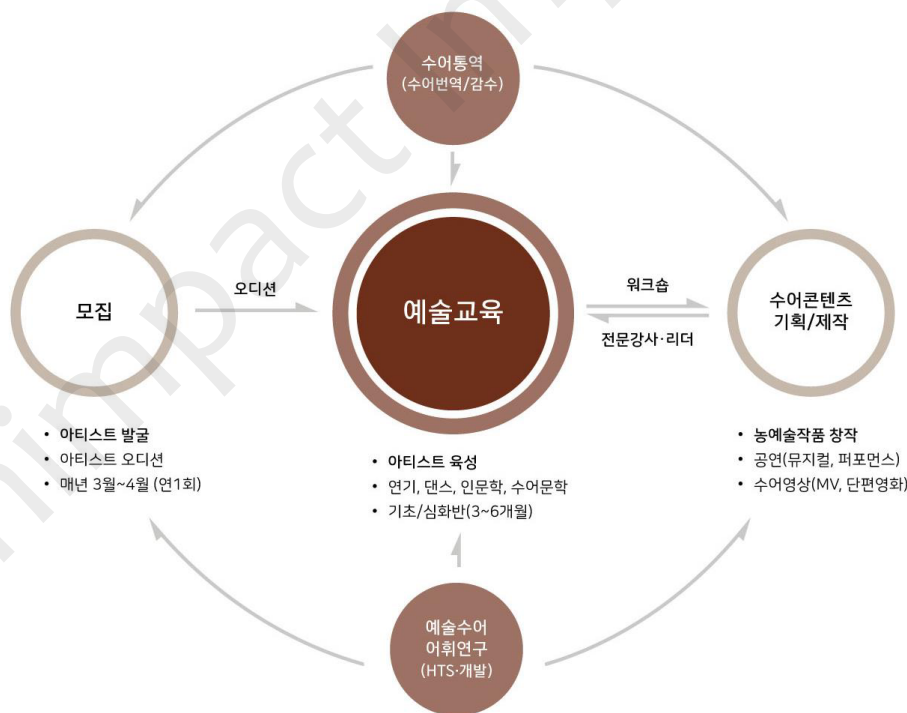 수어통역
(수어번역/감수)
모집
오디션
예술교육
워크숍
전문강사·리더
수어콘텐츠
기획/제작
• 아티스트 발굴
• 아티스트 오디션
• 매년 3월~4월 (연1회)
• 아티스트 육성
• 연기, 댄스, 인문학, 수어문학
• 기초/심화반(3~6개월)
• 농예술작품 창작
• 공연(뮤지컬, 퍼포먼스)
• 수어영상(MV, 단편영화)
예술수어
어휘연구
(HTS·개발)
himpact